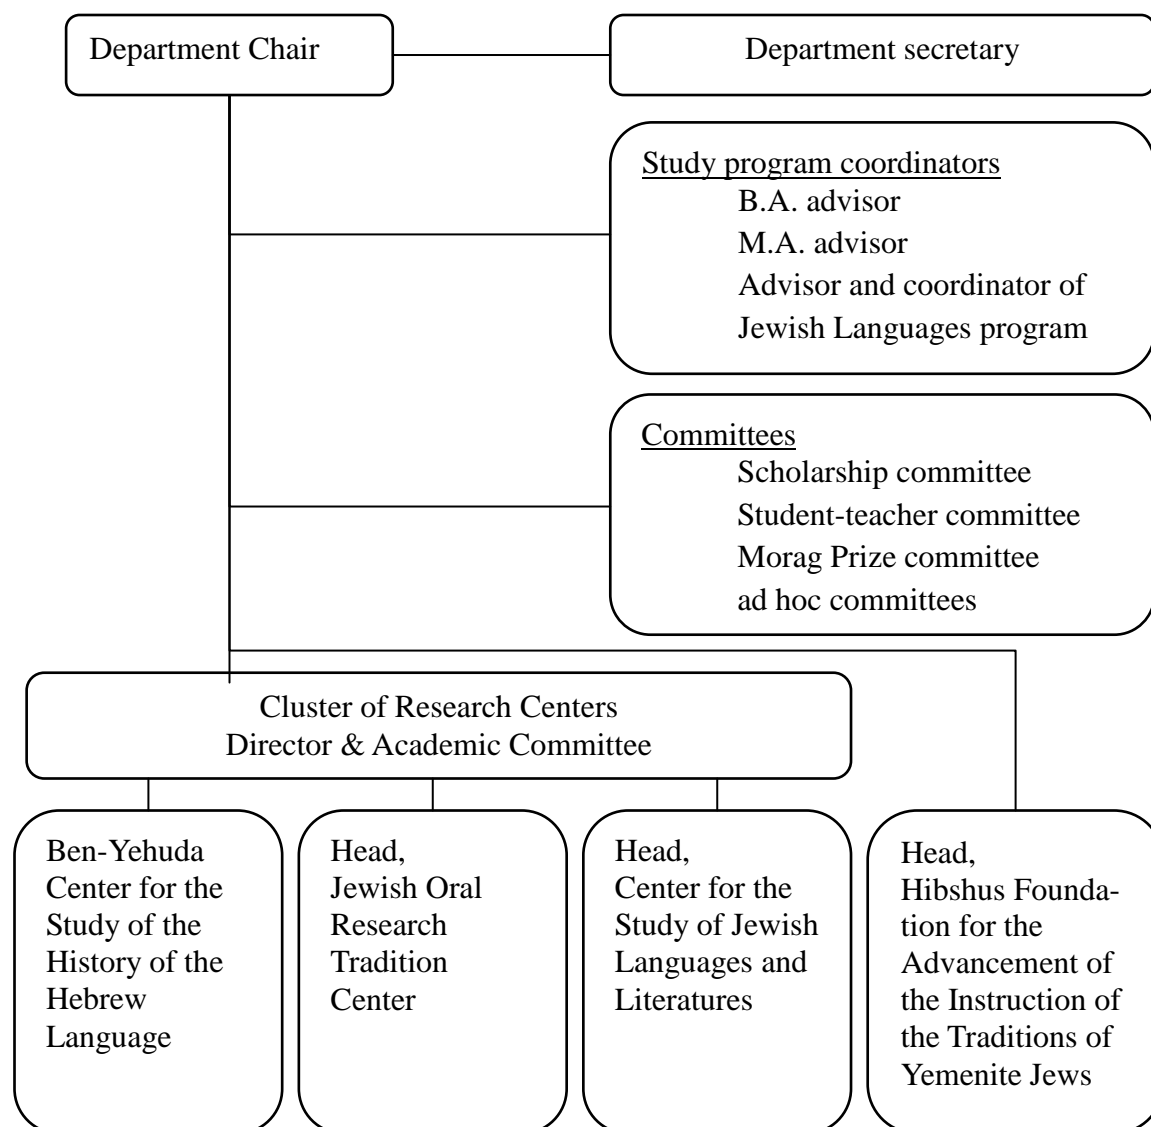 Department Chair
Department secretary
Study program coordinators
B.A. advisor
M.A. advisor
Advisor and coordinator of
Jewish Languages program
Committees
Scholarship committee
Student-teacher committee
Morag Prize committee
ad hoc committees
Cluster of Research Centers
Director & Academic Committee
Ben-Yehuda
Center for the
Study of the
History of the
Hebrew
Language
Head,
Jewish Oral
Research
Tradition
Center
Head,
Center for the
Study of Jewish
Languages and
Literatures
Head,
Hibshus Founda-
tion for the
Advancement of
the Instruction of
the Traditions of
Yemenite Jews